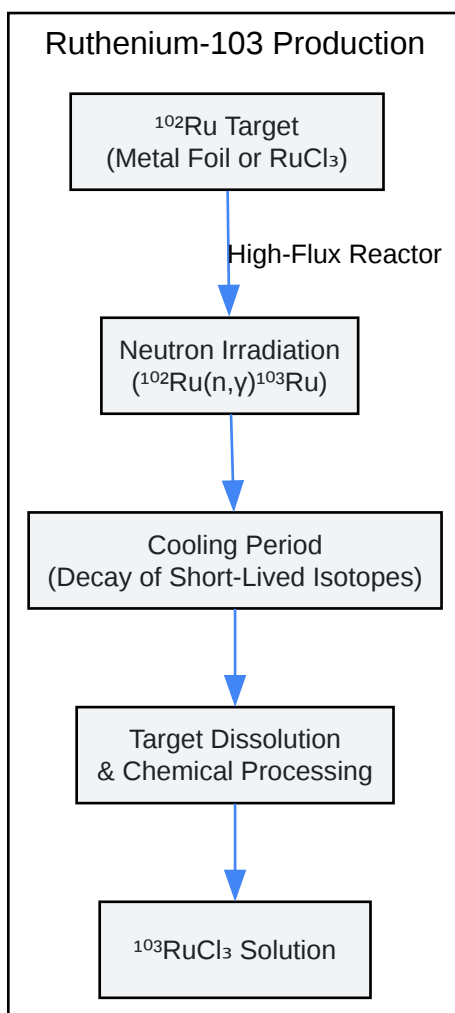 Ruthenium-103 Production
¹⁰²Ru Target
(Metal Foil or RuCl₃)
High-Flux Reactor
Neutron Irradiation
(¹⁰²Ru(n,γ)¹⁰³Ru)
Cooling Period
(Decay of Short-Lived Isotopes)
Target Dissolution
& Chemical Processing
¹⁰³RuCl₃ Solution